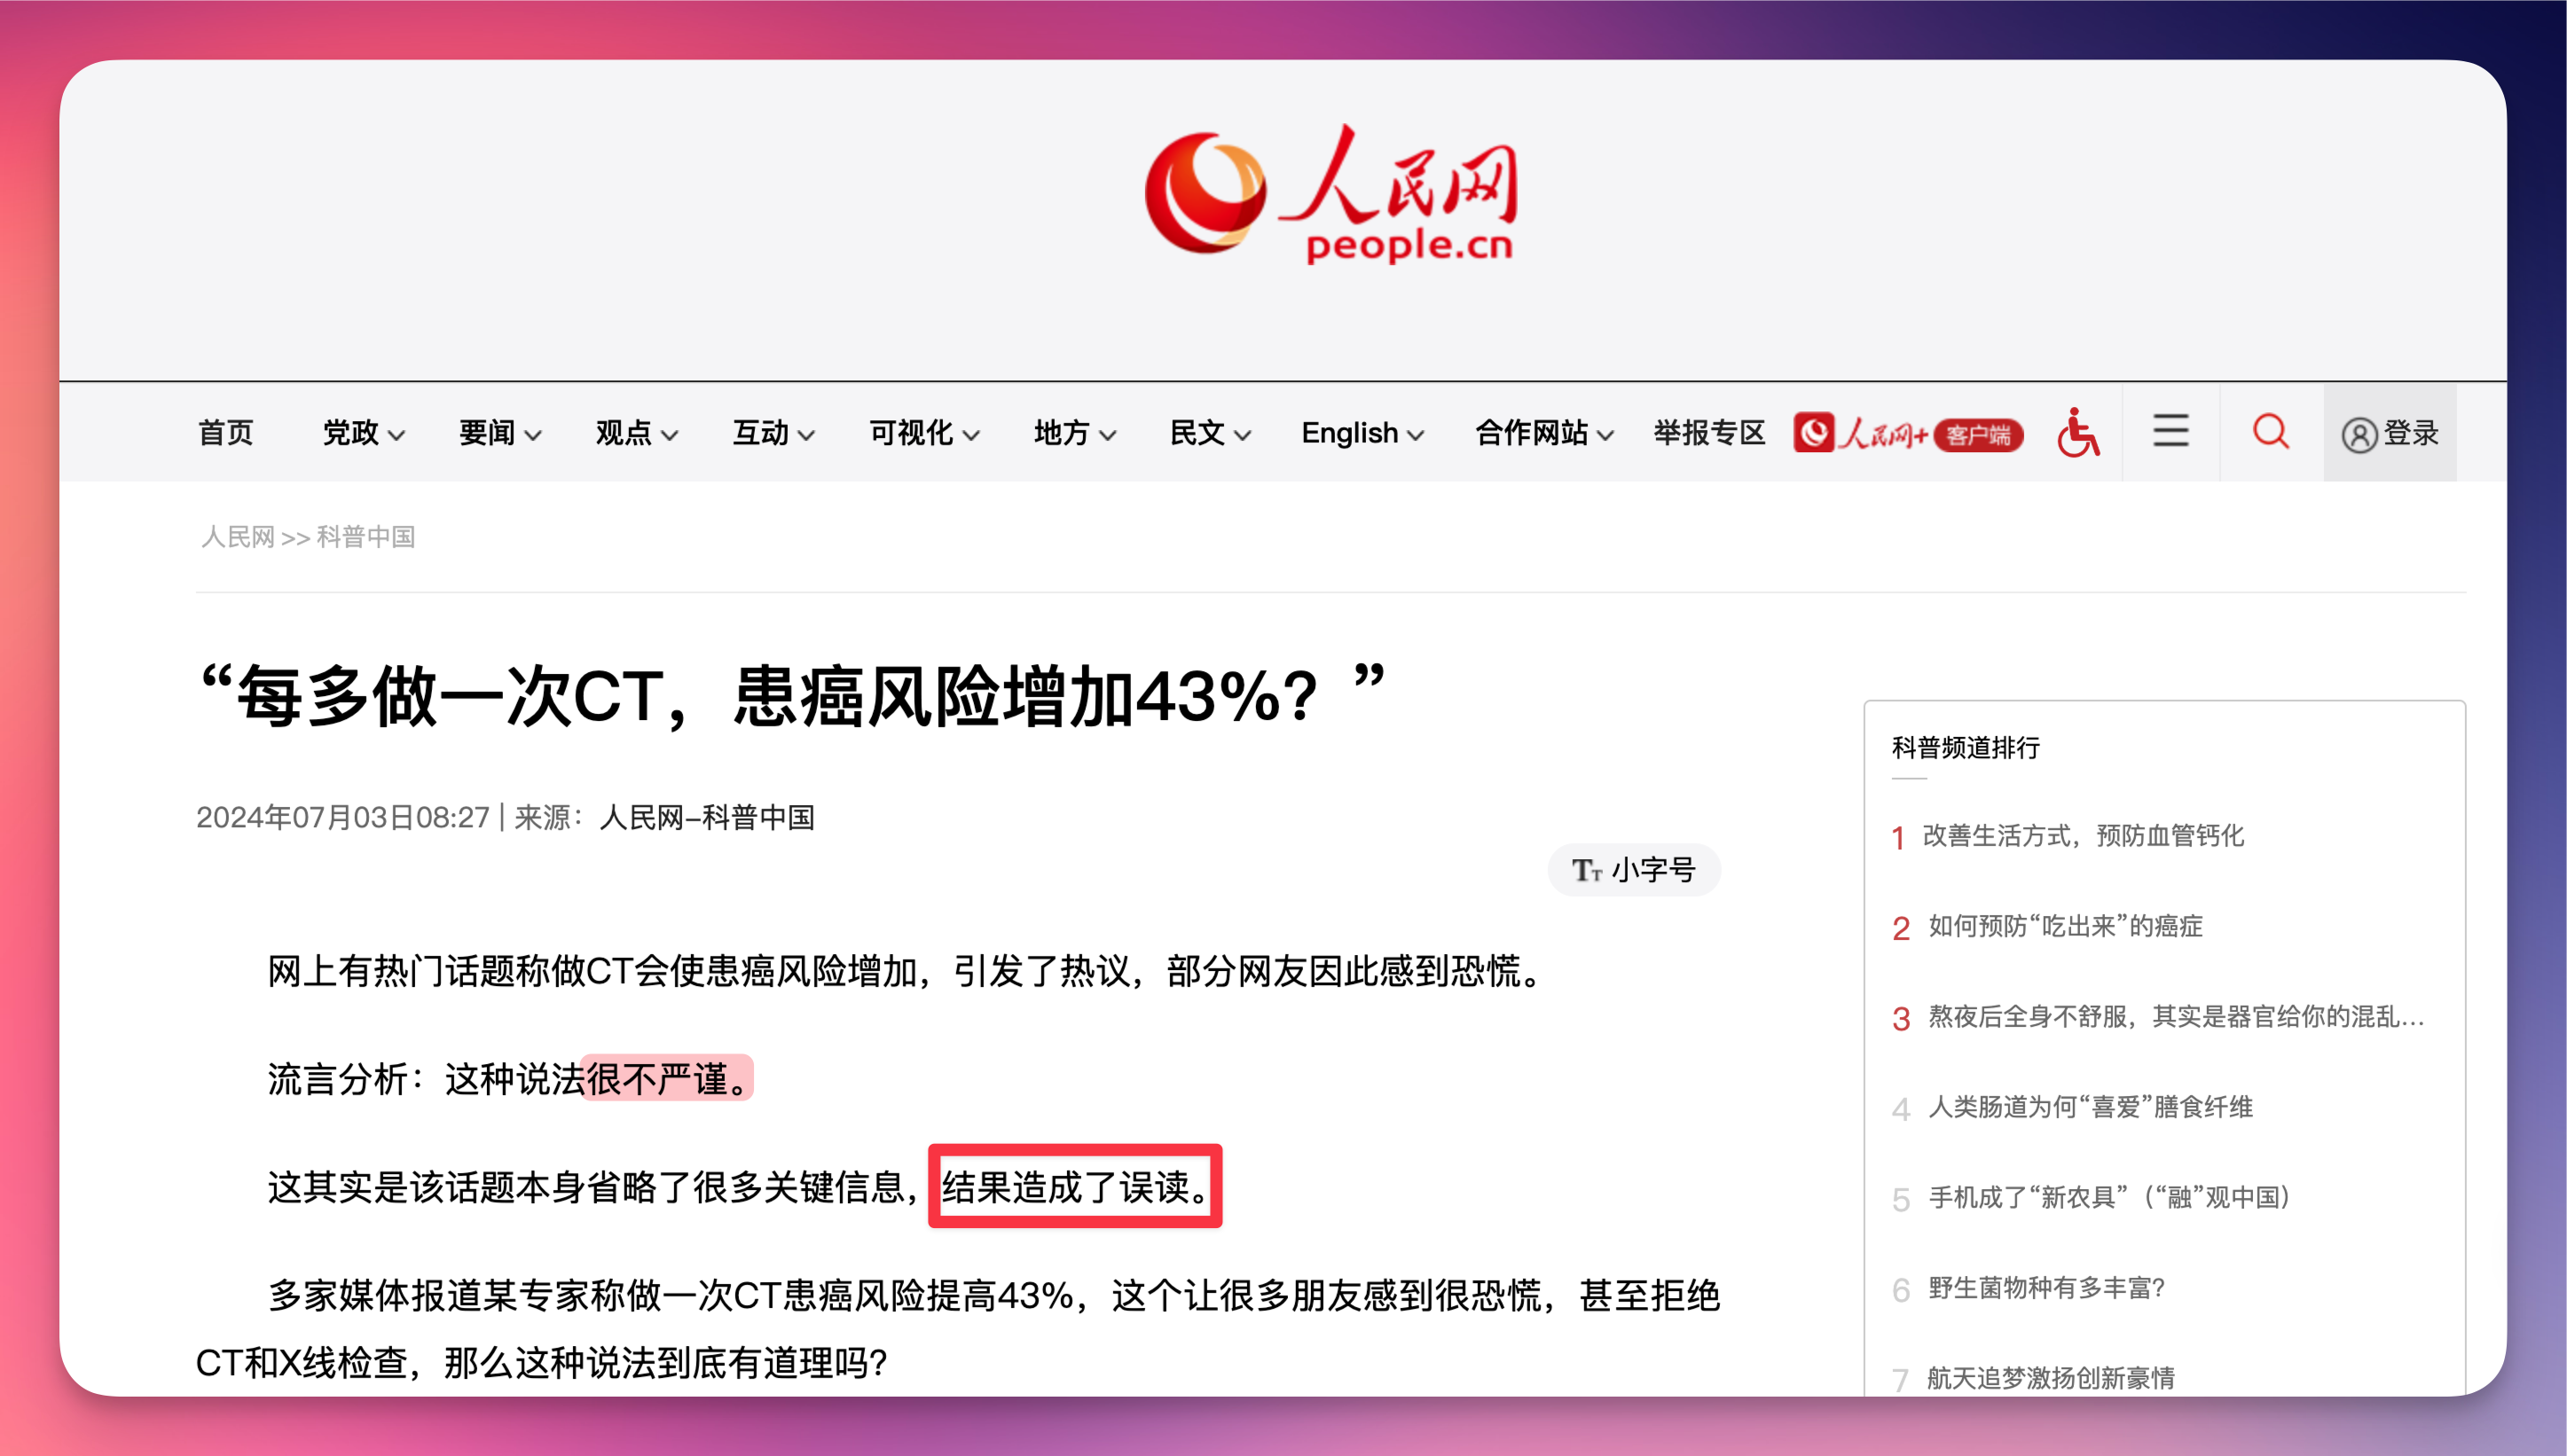 人民网
people.cn
首页 党政 要闻 观点 互动 可视化 地方 民文 English 合作网站 举报专区 人民网+ 客户端 登录
人民网 >> 科普中国
“每多做一次CT，患癌风险增加43%？”
2024年07月03日08:27 | 来源：人民网-科普中国
小字号
网上有热门话题称做CT会使患癌风险增加，引发了热议，部分网友因此感到恐慌。
流言分析：这种说法很不严谨。
这其实是该话题本身省略了很多关键信息，结果造成了误读。
多家媒体报道某专家称做一次CT患癌风险提高43%，这个让很多朋友感到很恐慌，甚至拒绝
CT和X线检查，那么这种说法到底有道理吗？
科普频道排行
1 改善生活方式，预防血管钙化
2 如何预防“吃出来”的癌症
3 熬夜后全身不舒服，其实是器官给你的混乱…
4 人类肠道为何“喜爱”膳食纤维
5 手机成了“新农具”（“融”观中国）
6 野生菌物种有多丰富？
7 航天追梦激扬创新豪情